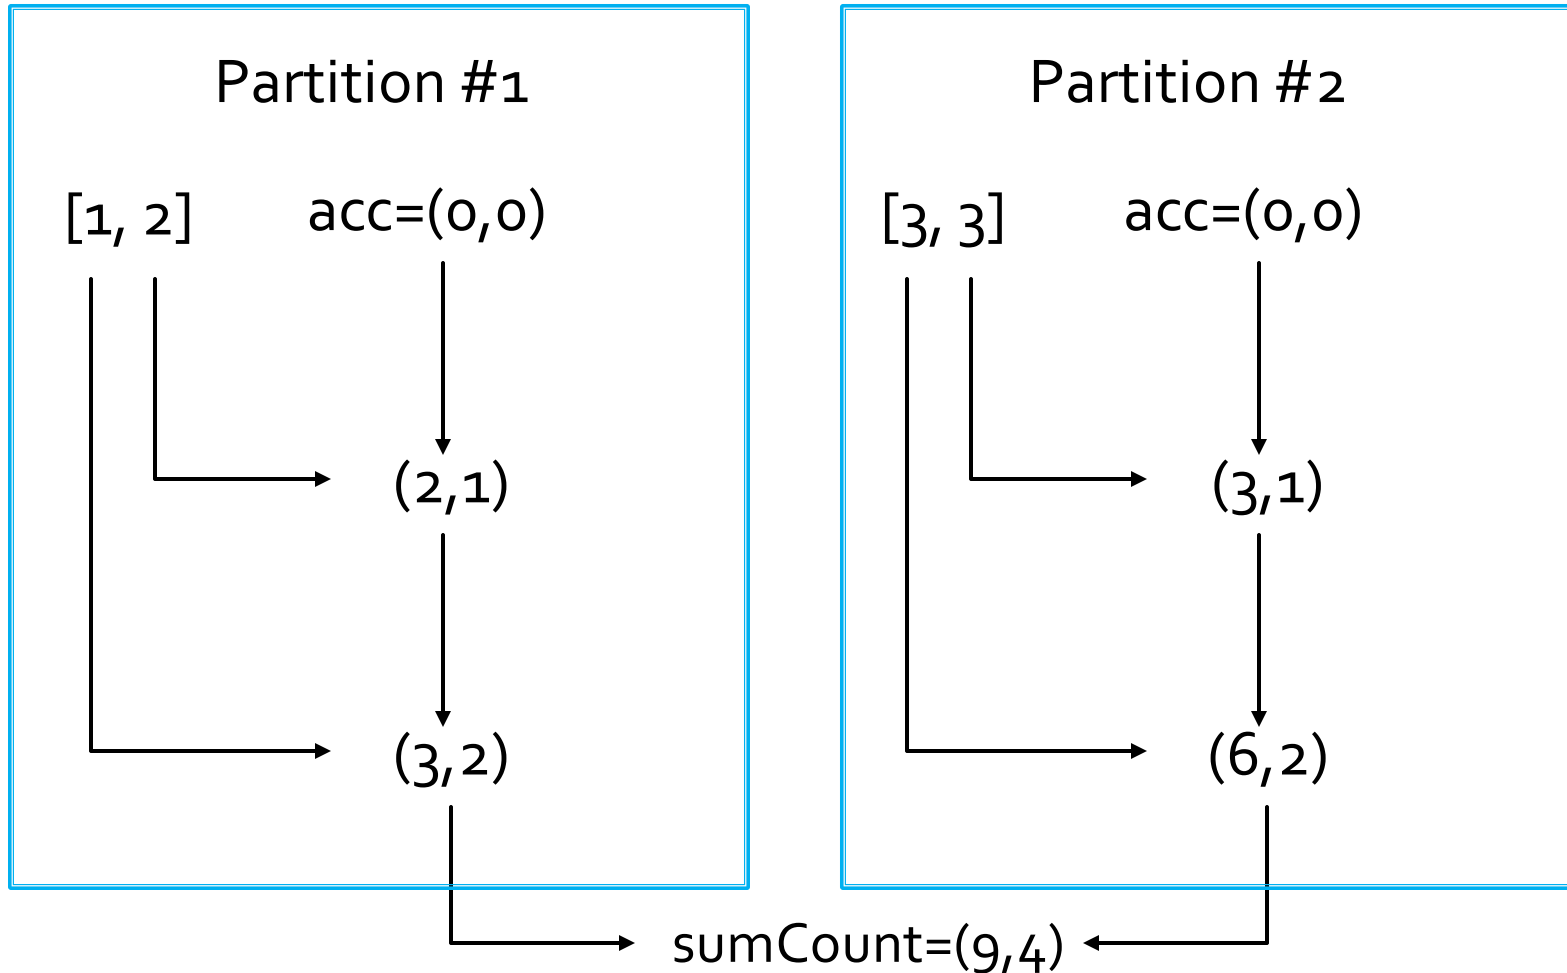 Partition #1
[1, 2] acc=(0,0)
(2,1)
(3,2)
Partition #2
[3, 3] acc=(0,0)
(3,1)
(6,2)
sumCount=(9,4)